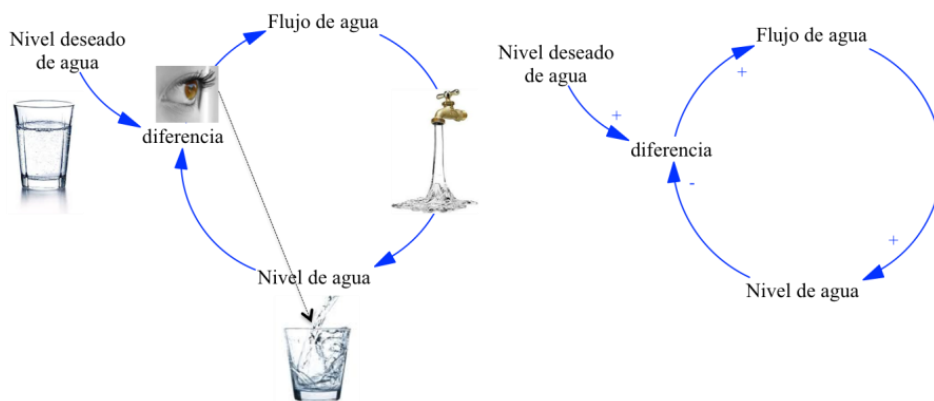 Flujo de agua
Nivel deseado
de agua
diferencia
Nivel de agua
Flujo de agua
Nivel deseado
de agua
+
+
diferencia
-
+
Nivel de agua